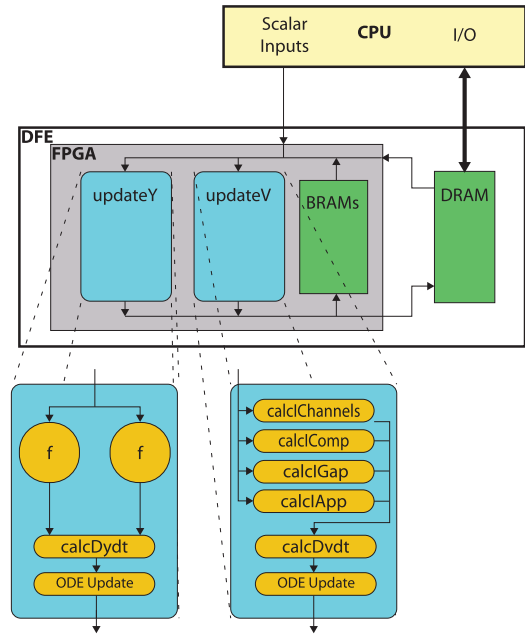 Scalar
Inputs
CPU
I/O
DFE
FPGA
updateY
updateV
BRAMs
DRAM
f
f
calcDydt
ODE Update
calcIChannels
calcIComp
calcIGap
calcIApp
calcDvdt
ODE Update